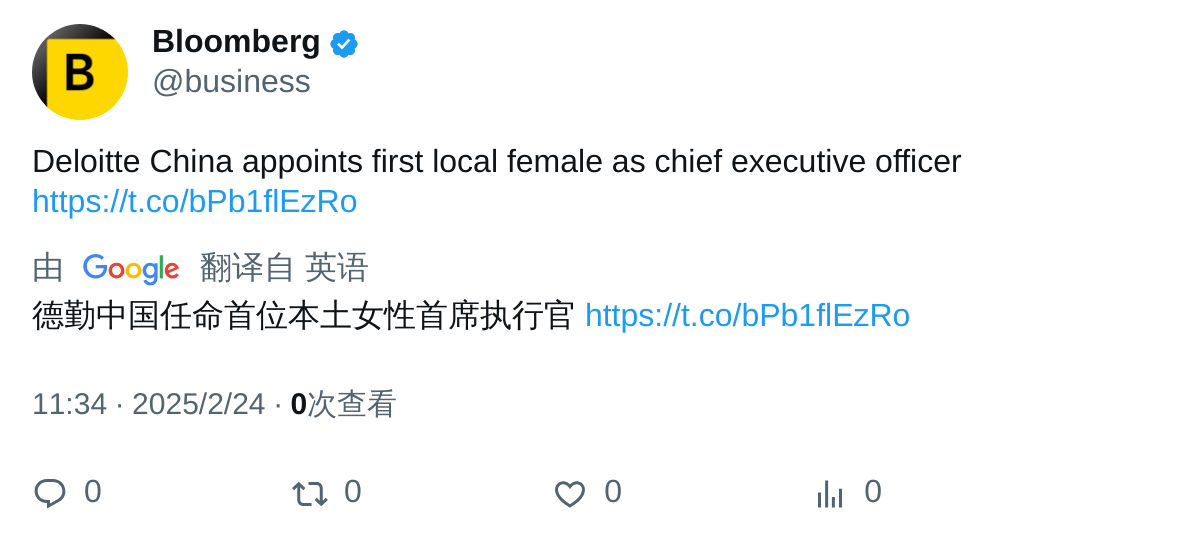 B
Bloomberg
@business
Deloitte China appoints first local female as chief executive officer
https://t.co/bPb1flEzRo
由 Google 翻译自 英语
德勤中国任命首位本土女性首席执行官 https://t.co/bPb1flEzRo
11:34 · 2025/2/24 · 0次查看
0 0 0 0